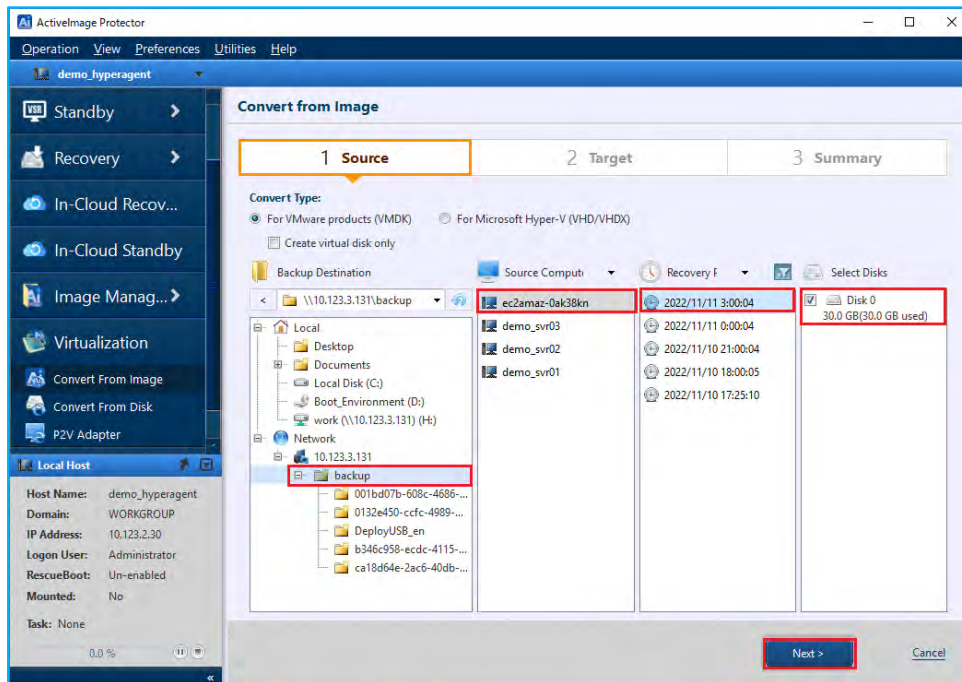 Ai ActiveImage Protector
Operation View Preferences Utilities Help
demo_hyperagent
VSR Standby
Recovery
In-Cloud Recov...
In-Cloud Standby
Image Manag...
Virtualization
Convert From Image
Convert From Disk
P2V Adapter
Local Host
Host Name: demo_hyperagent
Domain: WORKGROUP
IP Address: 10.123.2.30
Logon User: Administrator
RescueBoot: Un-enabled
Mounted: No
Task: None
0.0 %
«
Convert from Image
1 Source
2 Target
3 Summary
Convert Type:
For VMware products (VMDK) For Microsoft Hyper-V (VHD/VHDX)
Create virtual disk only
Backup Destination
< \\10.123.3.131\backup
Local
Desktop
Documents
Local Disk (C:)
Boot_Environment (D:)
work (\\10.123.3.131) (H:)
Network
10.123.3.131
backup
001bd07b-608c-4686-...
0132e450-ccfc-4989-...
DeployUSB_en
b346c958-ecdc-4115-...
ca18d64e-2ac6-40db-...
Source Comput
ec2amaz-0ak38kn
demo_svr03
demo_svr02
demo_svr01
Recovery F
2022/11/11 3:00:04
2022/11/11 0:00:04
2022/11/10 21:00:04
2022/11/10 18:00:05
2022/11/10 17:25:10
Select Disks
Disk 0
30.0 GB(30.0 GB used)
Next >
Cancel